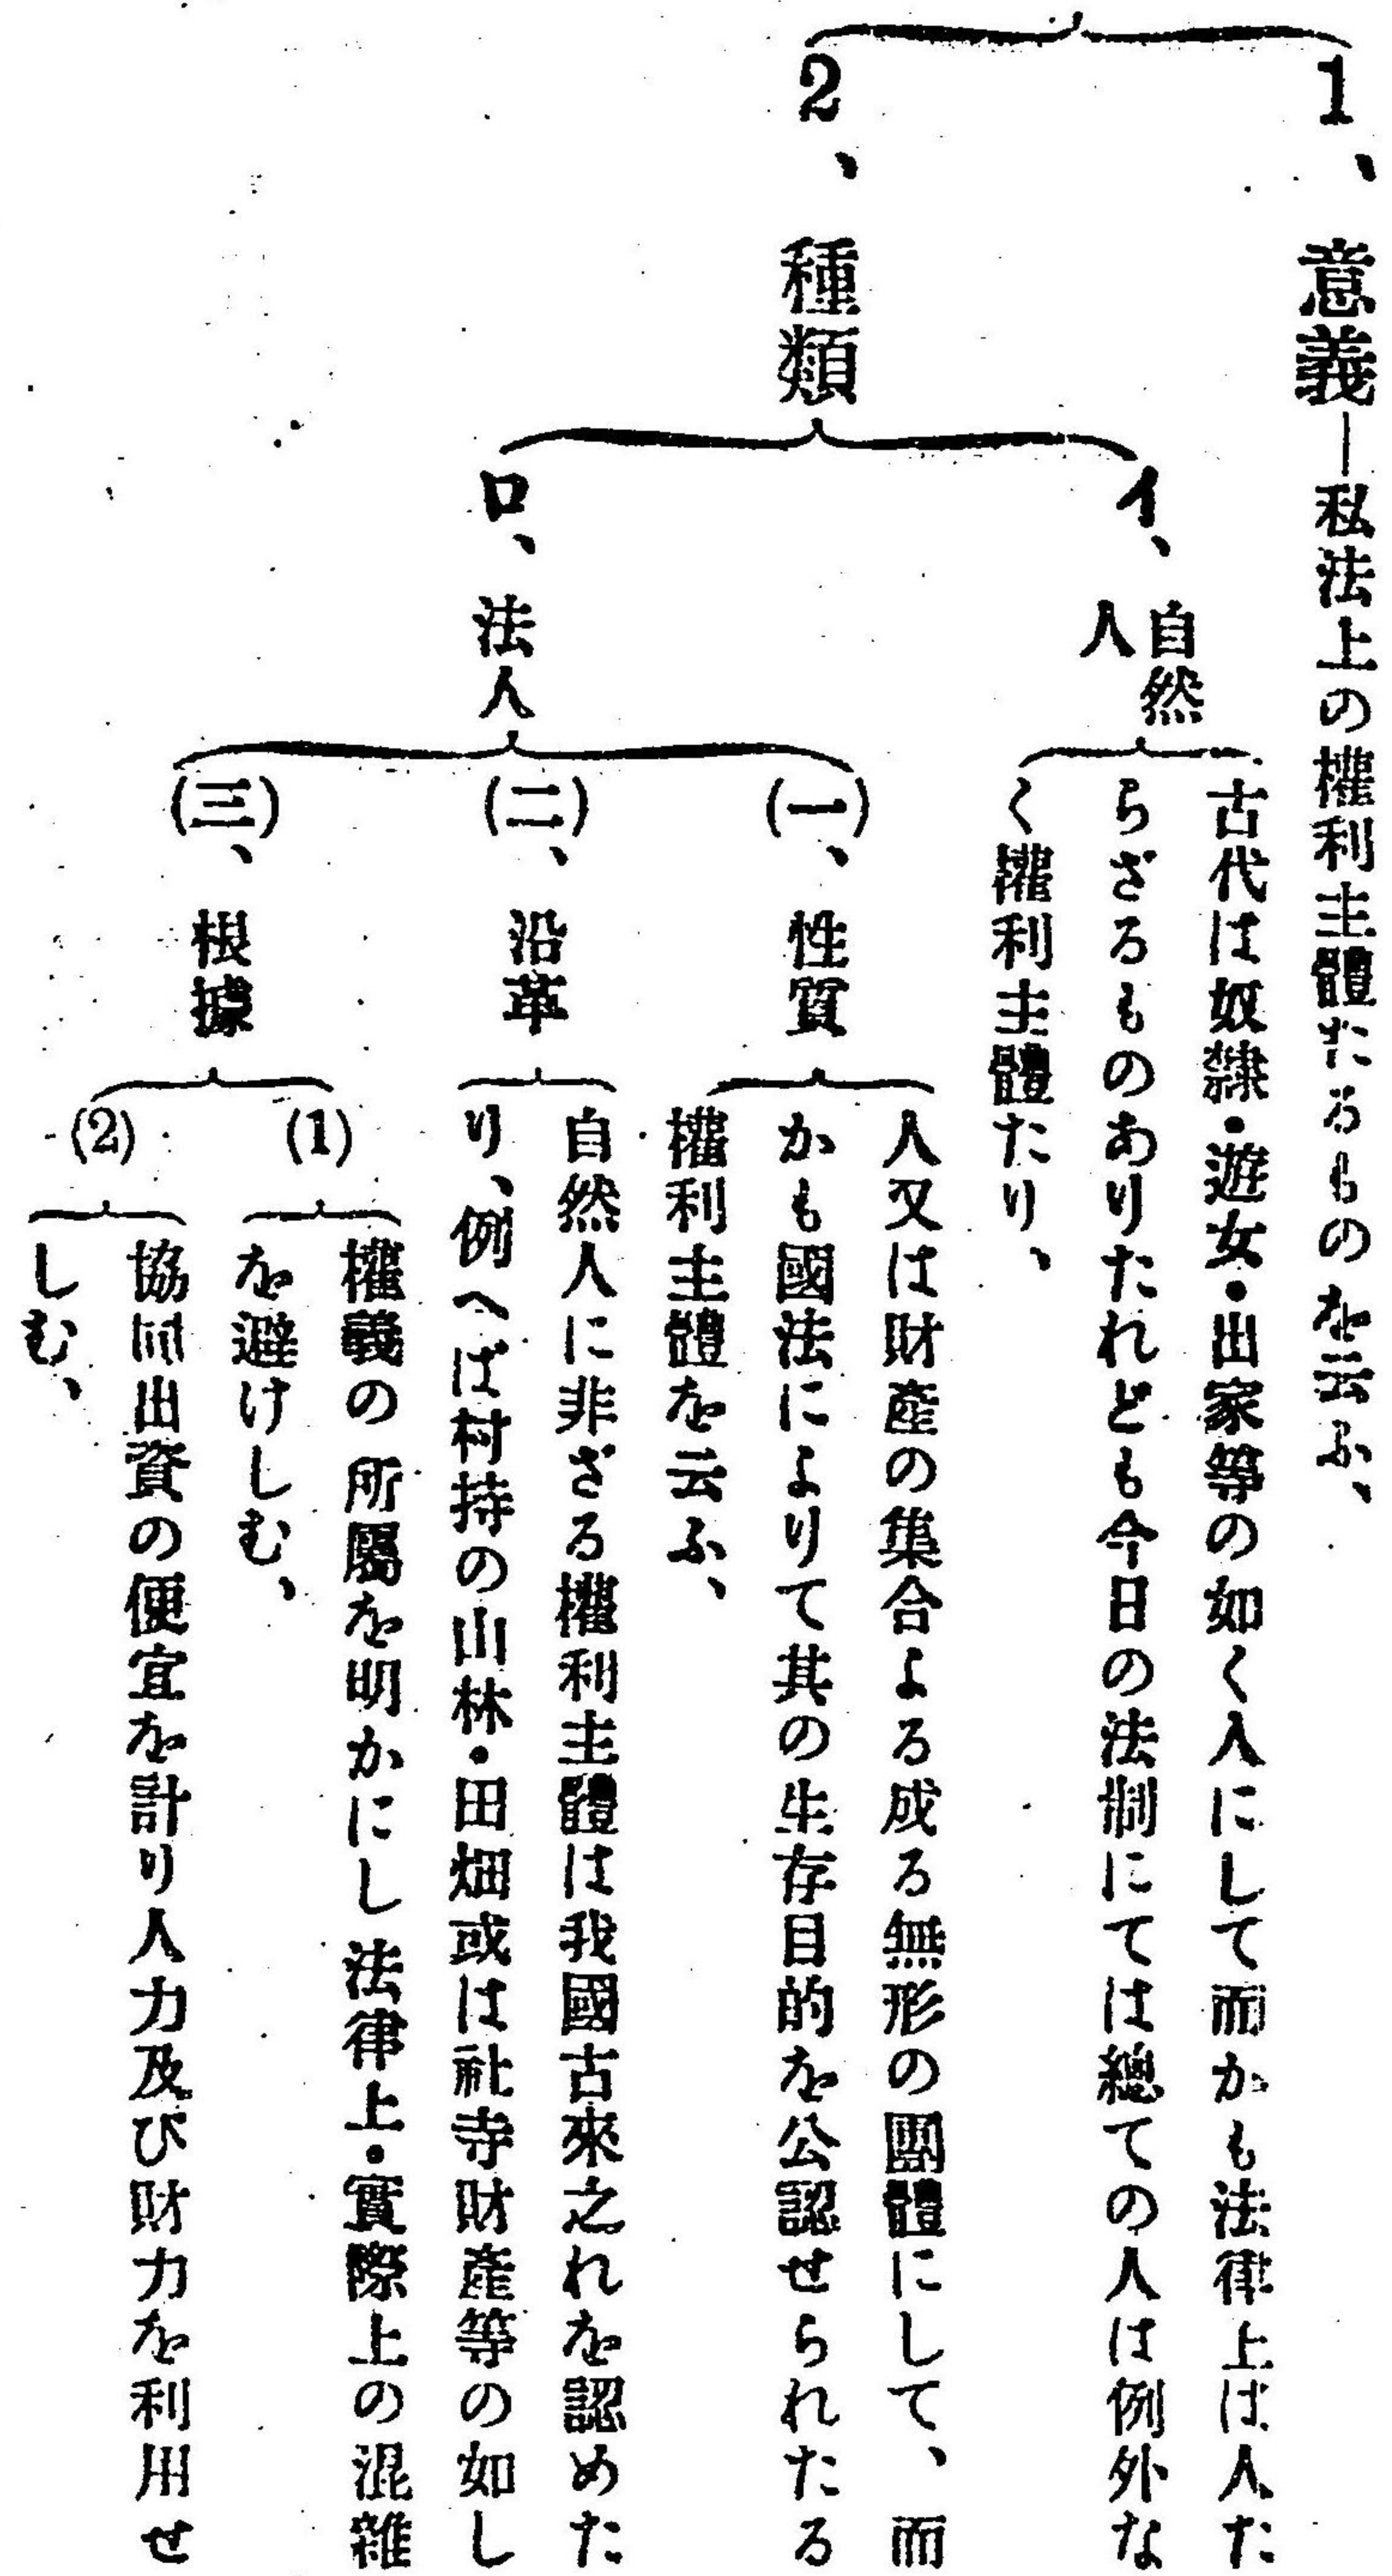 1、意義―私法上の權利主體たるものを云ふ、
2、種類
イ、自然
人
古代は奴隸・遊女・出家等の如く人にして而かも法律上は人た
らざるものありたれども今日の法制にては總ての人は例外な
く權利主體たり、
ロ、法人
(一)、性質
人又は財產の集合よる成る無形の團體にして、而
かも國法によりて其の生存目的を公認せられたる
權利主體を云ふ、
(二)、沿革
自然人に非ざる權利主體は我國古來之れを認めた
り、例へば村持の山林・田畑或は社寺財產等の如し
(三)、根據
(1)
權義の所屬を明かにし法律上・實際上の混雜
を避けしむ、
(2)
協同出資の便宜を計り人力及び財力を利用せ
しむ、